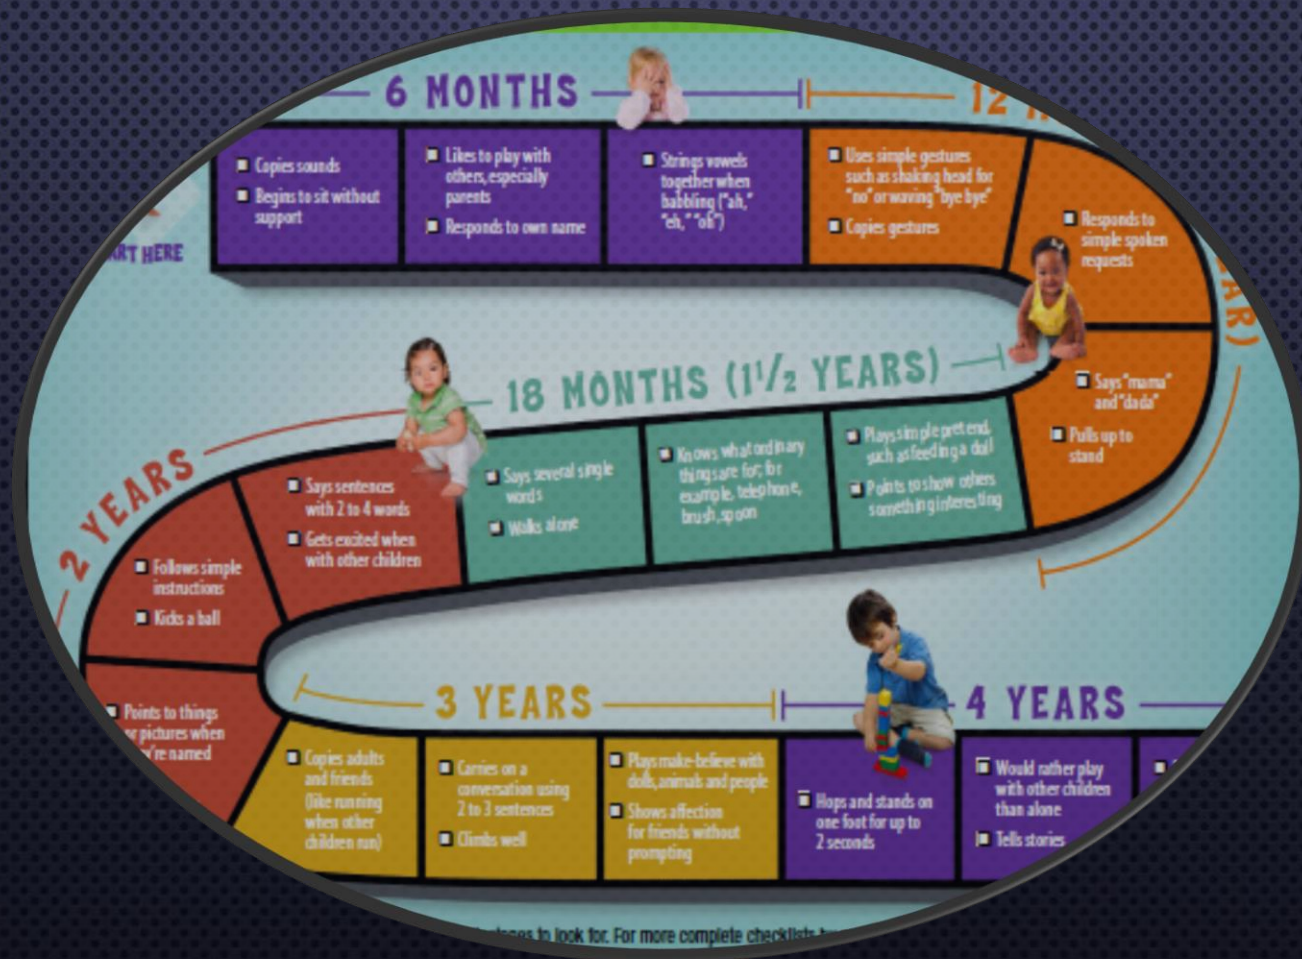 6 MONTHS
12
Copies sounds
Begins to sit without
support
Likes to play with
others, especially
parents
Responds to own name
Strings vowels
together when
babbling ("ah,"
"eh," "oh")
Uses simple gestures
such as shaking head for
"no" or waving "bye bye"
Copies gestures
Responds to
simple spoken
requests
HERE
Says "mama"
and "dada"
Pulls up to
stand
18 MONTHS (1 1/2 YEARS)
Plays simple pretend,
such as feeding a doll
Points to show others
something interesting
Knows what ordinary
things are for; for
example, telephone,
brush, spoon
Says several single
words
Walks alone
2 YEARS
Says sentences
with 2 to 4 words
Gets excited when
with other children
Follows simple
instructions
Kicks a ball
Points to things
or pictures when
named
3 YEARS
4 YEARS
Copies adults
and friends
(like running
when other
children run)
Carries on a
conversation using
2 to 3 sentences
Climbs well
Plays make-believe with
dolls, animals and people
Shows affection
for friends without
prompting
Hops and stands on
one foot for up to
2 seconds
Would rather play
with other children
than alone
Tells stories
to look for. For more complete checklists